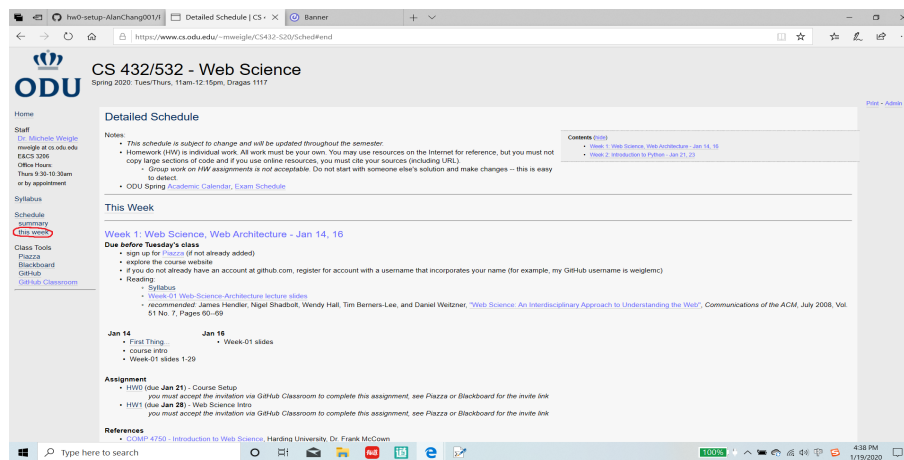 hw0-setup-AlanChang001/I
Detailed Schedule | CS 4
Banner
https://www.cs.odu.edu/~mweigle/CS432-S20/Sched#end
ODU
CS 432/532 - Web Science
Spring 2020: Tues/Thurs, 11am-12:15pm, Dragas 1117
Print - Admin
Home
Staff
Dr. Michele Weigle
mweigle at cs.odu.edu
E&CS 3206
Office Hours:
Thurs 9:30-10:30am
or by appointment
Syllabus
Schedule
summary
this week
Class Tools
Piazza
Blackboard
GitHub
GitHub Classroom
Detailed Schedule
Notes:
• This schedule is subject to change and will be updated throughout the semester.
• Homework (HW) is individual work. All work must be your own. You may use resources on the Internet for reference, but you must not
copy large sections of code and if you use online resources, you must cite your sources (including URL).
◦ Group work on HW assignments is not acceptable. Do not start with someone else's solution and make changes -- this is easy
to detect.
• ODU Spring Academic Calendar, Exam Schedule
Contents (hide)
• Week 1: Web Science, Web Architecture - Jan 14, 16
• Week 2: Introduction to Python - Jan 21, 23
This Week
Week 1: Web Science, Web Architecture - Jan 14, 16
Due before Tuesday's class
• sign up for Piazza (if not already added)
• explore the course website
• if you do not already have an account at github.com, register for account with a username that incorporates your name (for example, my GitHub username is weiglemc)
• Reading:
◦ Syllabus
◦ Week-01 Web-Science-Architecture lecture slides
◦ recommended: James Hendler, Nigel Shadbolt, Wendy Hall, Tim Berners-Lee, and Daniel Weitzner, "Web Science: An Interdisciplinary Approach to Understanding the Web", Communications of the ACM, July 2008, Vol.
51 No. 7, Pages 60--69
Jan 14 Jan 16
• First Thing... • Week-01 slides
• course intro
• Week-01 slides 1-29
Assignment
• HW0 (due Jan 21) - Course Setup
you must accept the invitation via GitHub Classroom to complete this assignment, see Piazza or Blackboard for the invite link
• HW1 (due Jan 28) - Web Science Intro
you must accept the invitation via GitHub Classroom to complete this assignment, see Piazza or Blackboard for the invite link
References
• COMP 4750 - Introduction to Web Science, Harding University, Dr. Frank McCown
Type here to search
100%
4:38 PM
1/19/2020